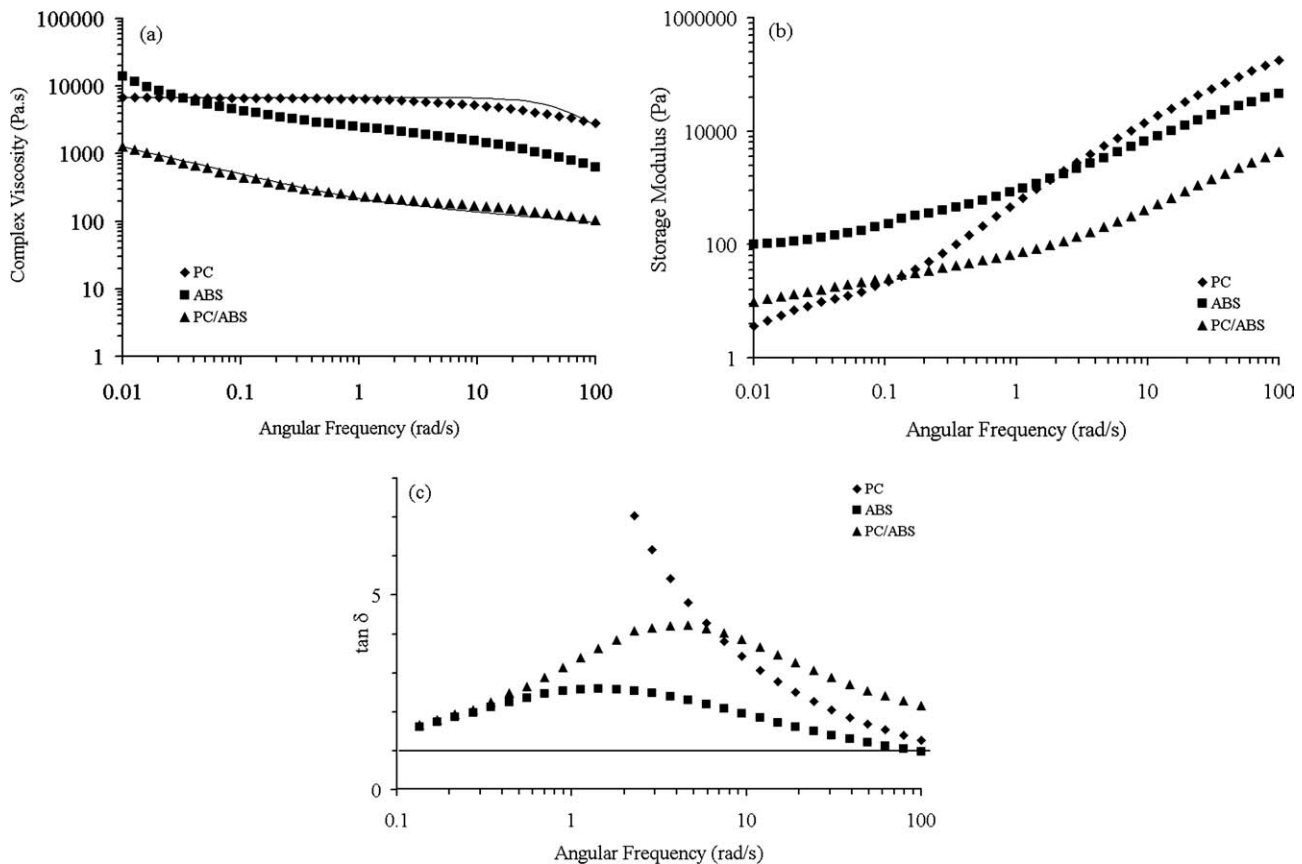 (a)
Complex Viscosity (Pa.s)
100000
10000
1000
100
10
1
PC
ABS
PC/ABS
0.01 0.1 1 10 100
Angular Frequency (rad/s)
(b)
Storage Modulus (Pa)
1000000
10000
100
1
PC
ABS
PC/ABS
0.01 0.1 1 10 100
Angular Frequency (rad/s)
(c)
tan δ
5
0
PC
ABS
PC/ABS
0.1 1 10 100
Angular Frequency (rad/s)